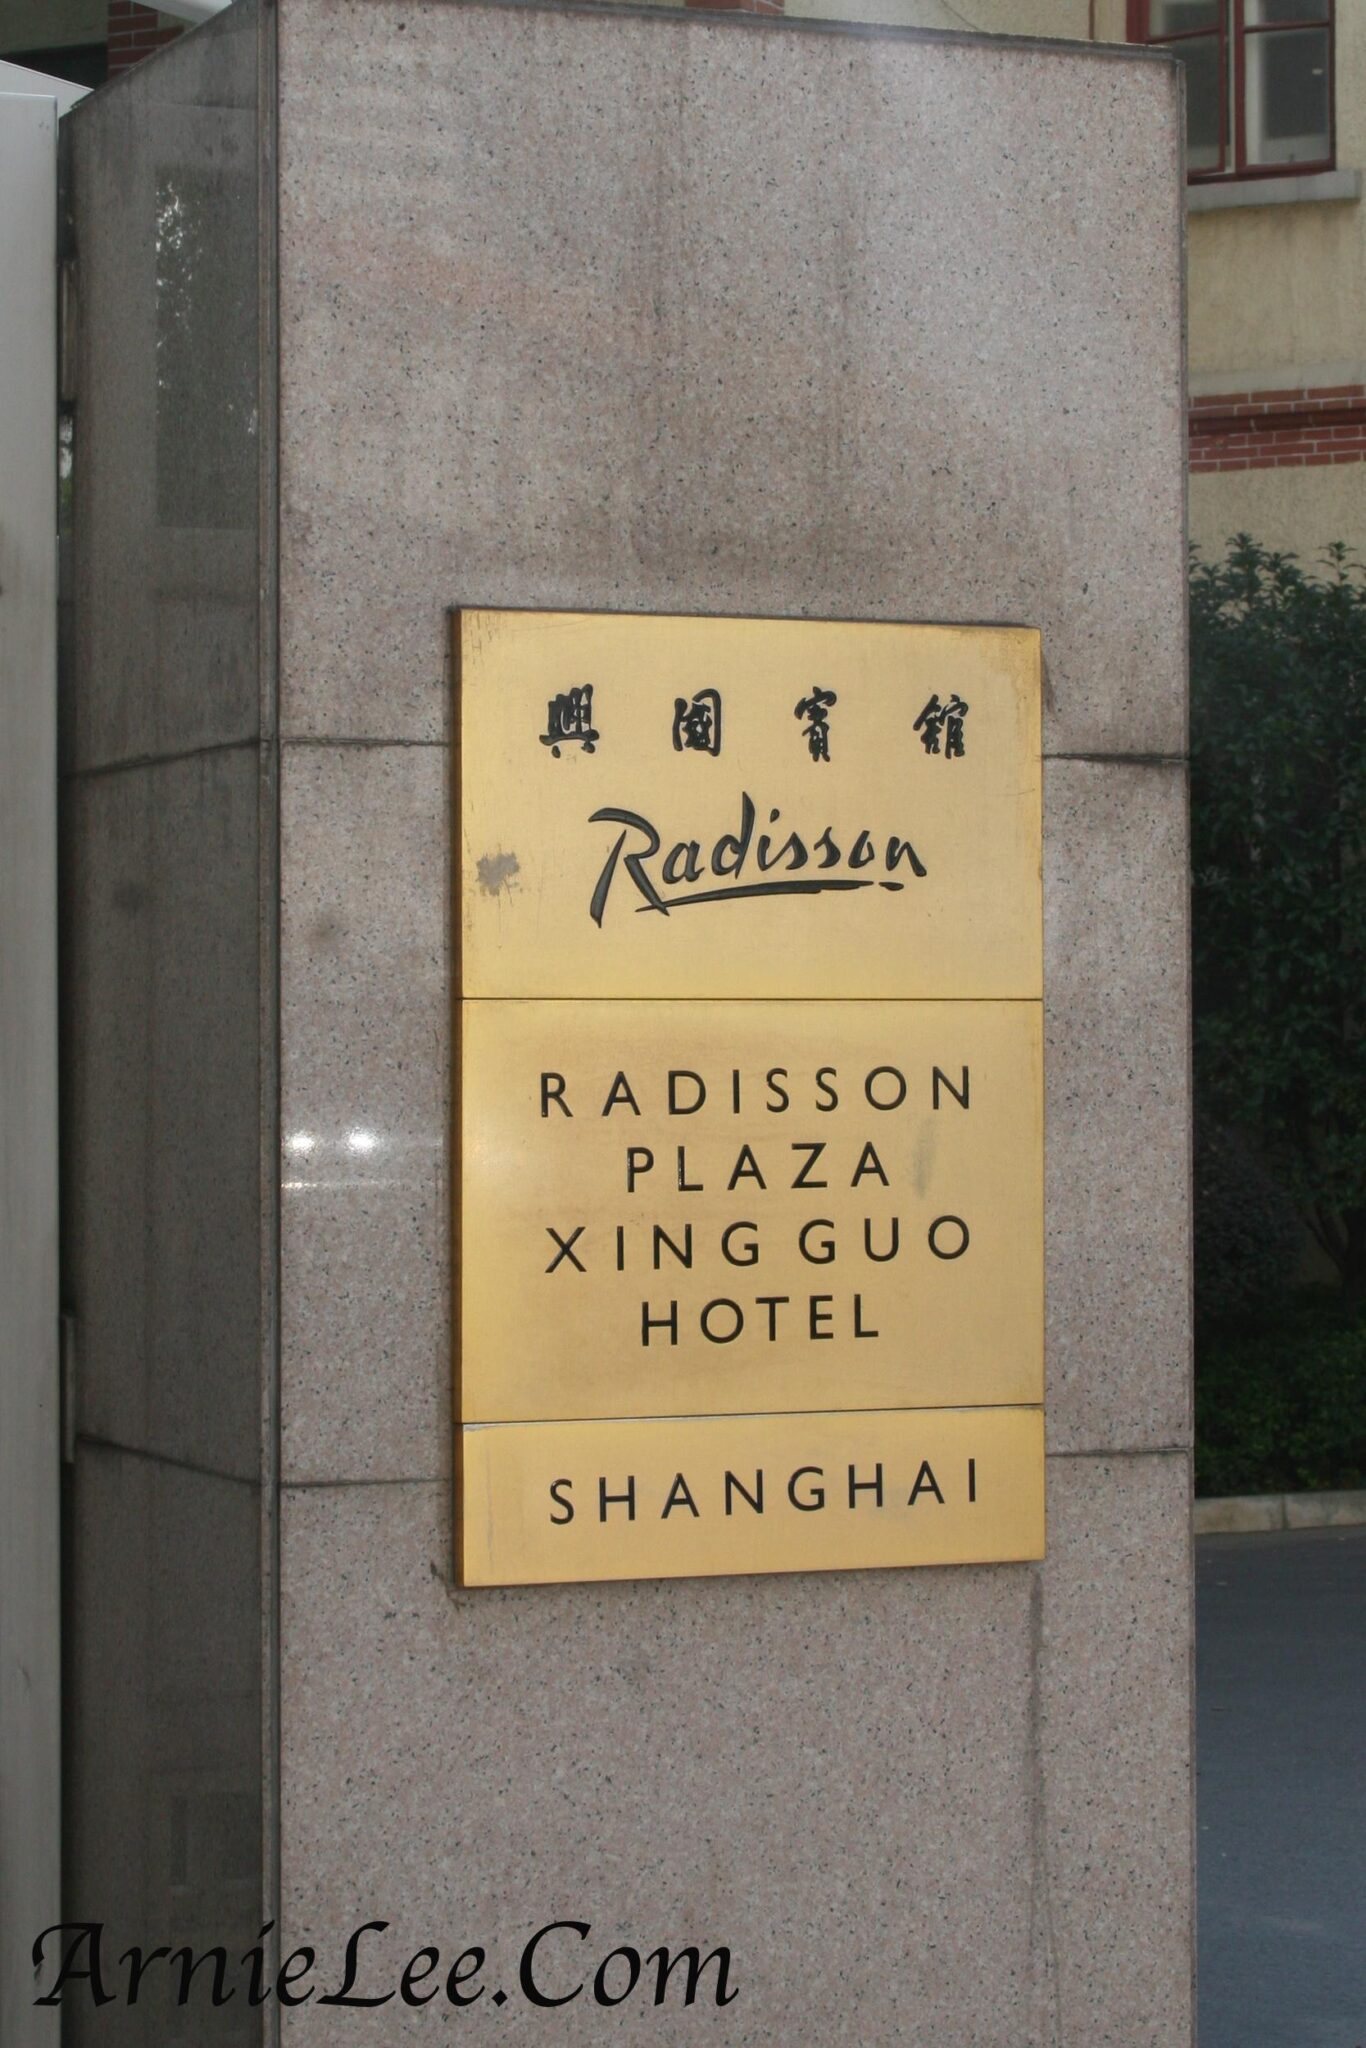 興國賓館
Radisson
RADISSON
PLAZA
XING GUO
HOTEL
SHANGHAI
ArnieLee.Com